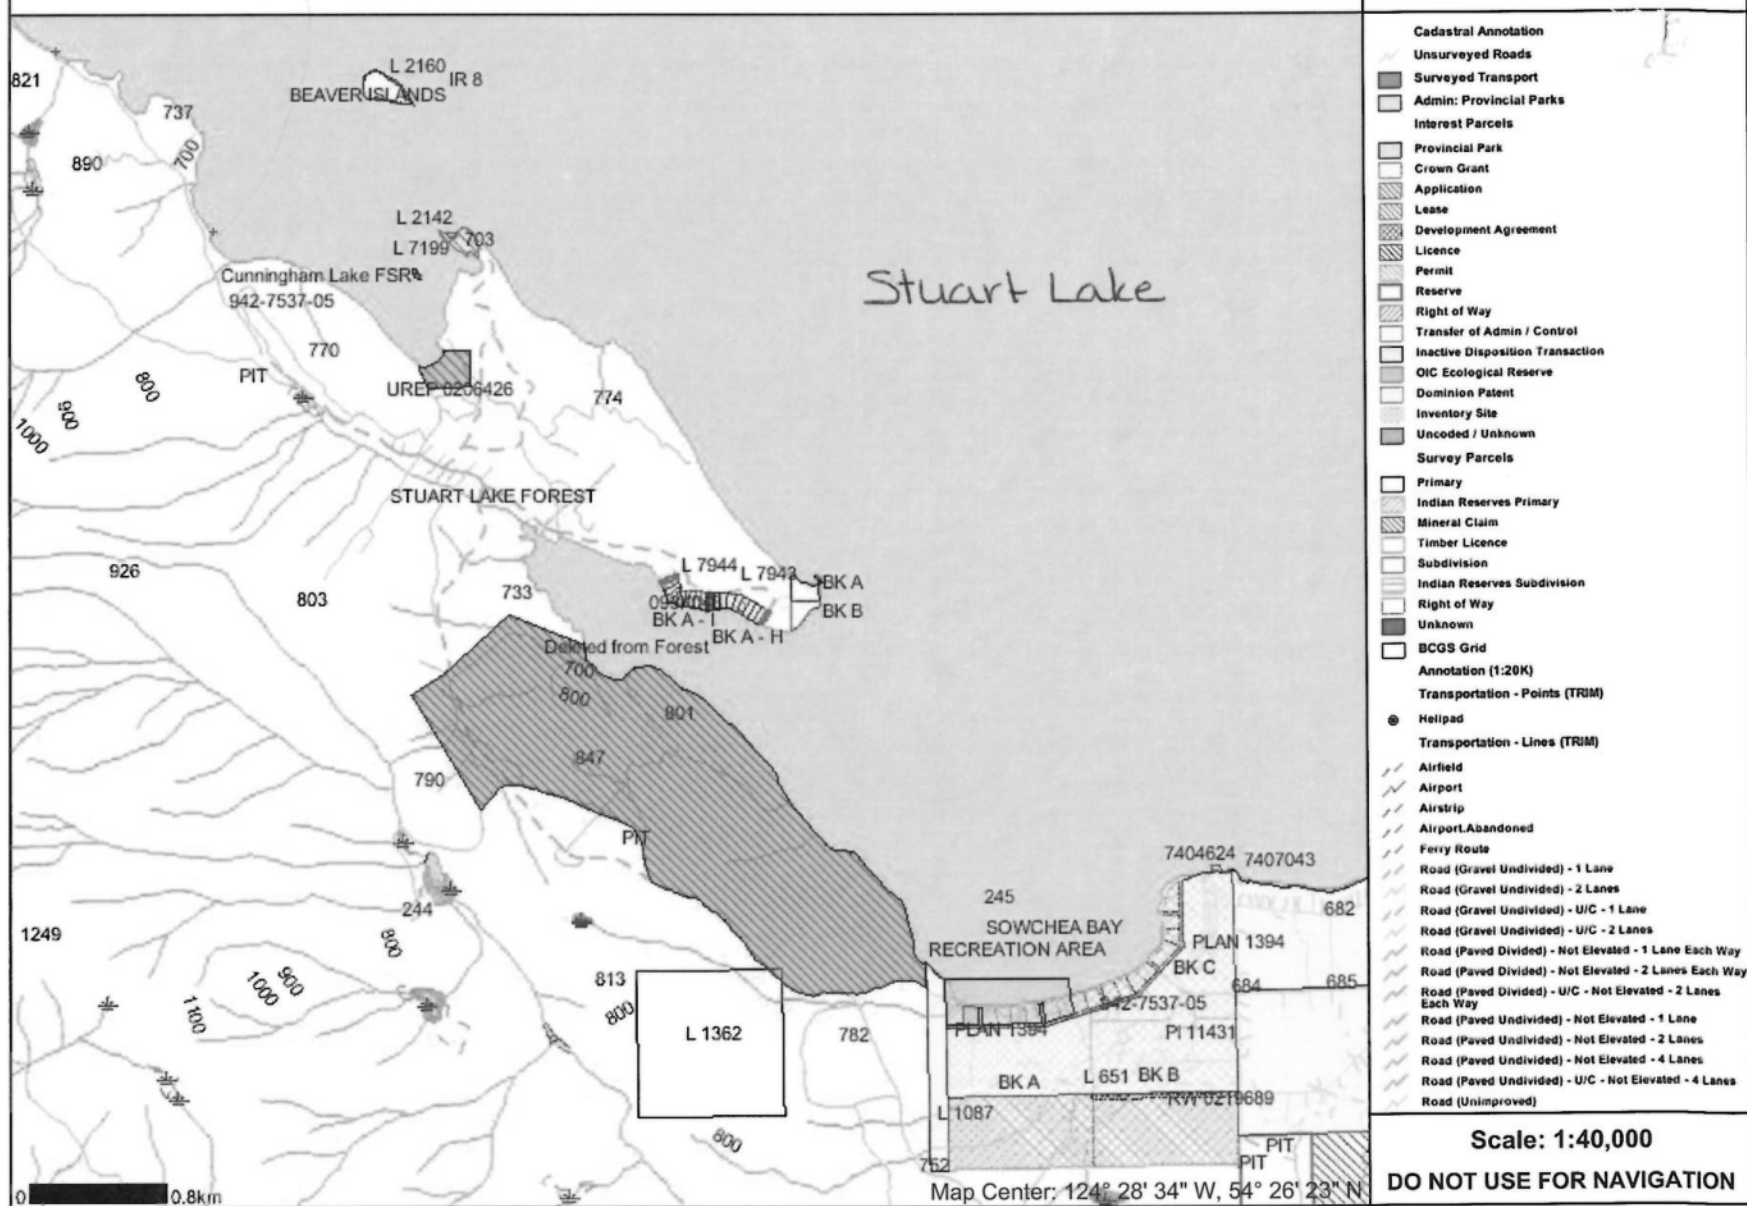 821
L 2160
IR 8
BEAVER ISLANDS
737
700
890
L 2142
703
L 7199
Cunningham Lake FSR
942-7537-05
Stuart Lake
770
PIT
800
900
1000
UREP 0206426
774
STUART LAKE FOREST
926
803
733
L 7944
L 7943
BK A
BK B
BK A - I
BK A - H
Deleted from Forest
700
800
801
847
790
PIT
244
800
1249
900
1000
1100
813
800
L 1362
782
800
7404624
7407043
245
SOWCHEA BAY
RECREATION AREA
682
PLAN 1394
BK C
684
685
942-7537-05
PLAN 1394
PI 11431
BK A
L 651
BK B
RW 0219689
L 1087
752
PIT
PIT
0
0.8km
Map Center: 124° 28' 34" W, 54° 26' 23" N
Cadastral Annotation
Unsurveyed Roads
Surveyed Transport
Admin: Provincial Parks
Interest Parcels
Provincial Park
Crown Grant
Application
Lease
Development Agreement
Licence
Permit
Reserve
Right of Way
Transfer of Admin / Control
Inactive Disposition Transaction
OIC Ecological Reserve
Dominion Patent
Inventory Site
Uncoded / Unknown
Survey Parcels
Primary
Indian Reserves Primary
Mineral Claim
Timber Licence
Subdivision
Indian Reserves Subdivision
Right of Way
Unknown
BCGS Grid
Annotation (1:20K)
Transportation - Points (TRIM)
Helipad
Transportation - Lines (TRIM)
Airfield
Airport
Airstrip
Airport.Abandoned
Ferry Route
Road (Gravel Undivided) - 1 Lane
Road (Gravel Undivided) - 2 Lanes
Road (Gravel Undivided) - U/C - 1 Lane
Road (Gravel Undivided) - U/C - 2 Lanes
Road (Paved Divided) - Not Elevated - 1 Lane Each Way
Road (Paved Divided) - Not Elevated - 2 Lanes Each Way
Road (Paved Divided) - U/C - Not Elevated - 2 Lanes
Each Way
Road (Paved Undivided) - Not Elevated - 1 Lane
Road (Paved Undivided) - Not Elevated - 2 Lanes
Road (Paved Undivided) - Not Elevated - 4 Lanes
Road (Paved Undivided) - U/C - Not Elevated - 4 Lanes
Road (Unimproved)
Scale: 1:40,000
DO NOT USE FOR NAVIGATION